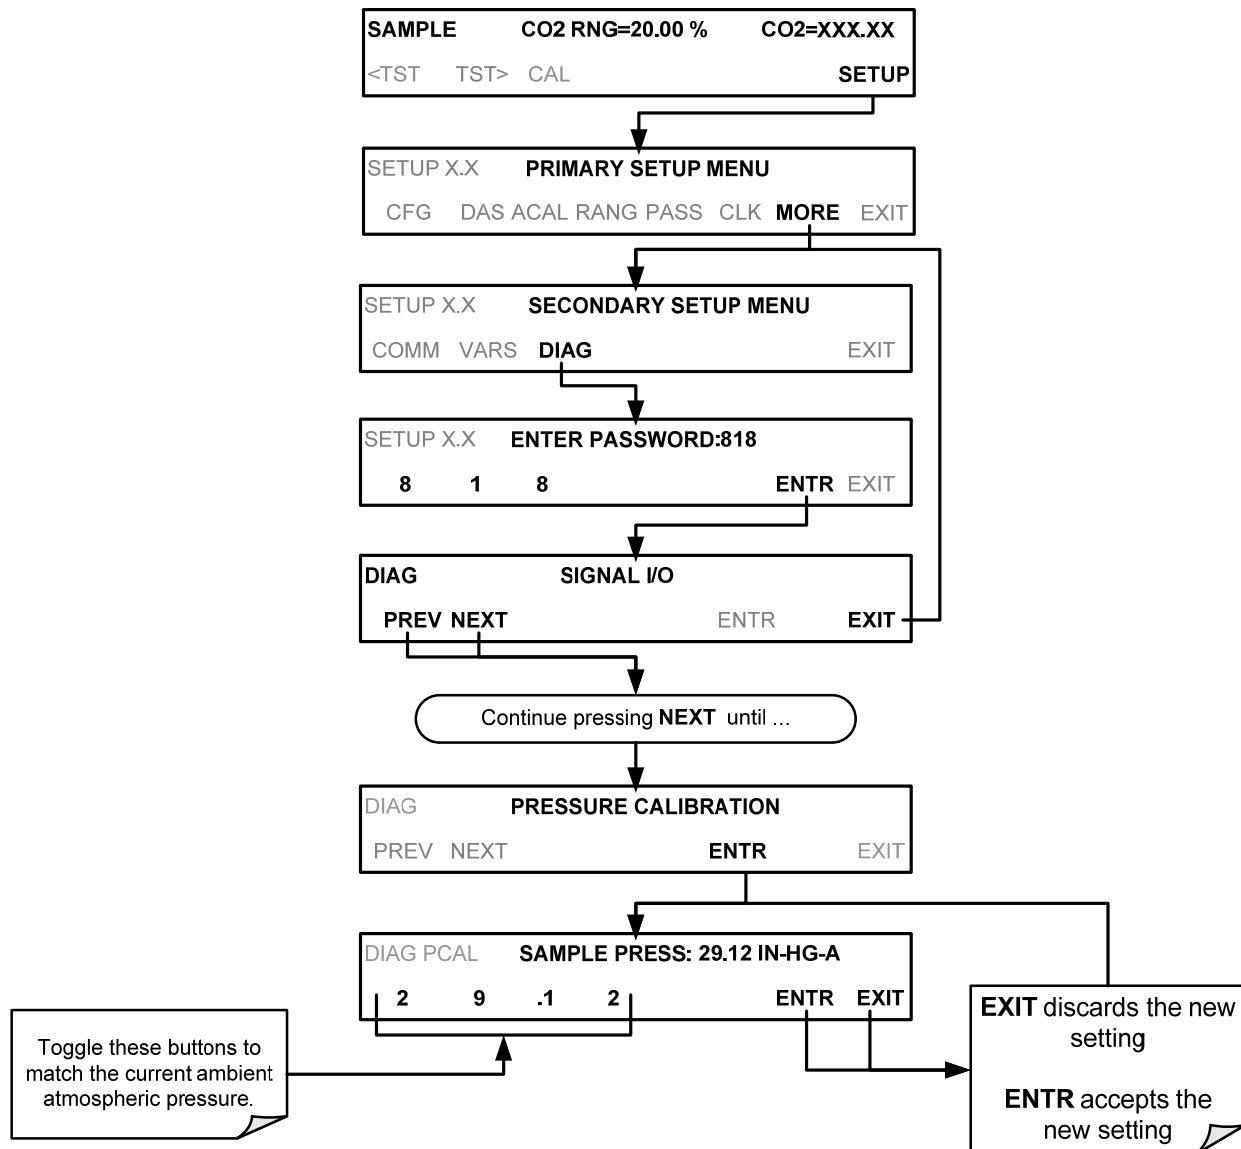 SAMPLE CO2 RNG=20.00 % CO2=XXX.XX
<TST TST> CAL SETUP
SETUP X.X PRIMARY SETUP MENU
CFG DAS ACAL RANG PASS CLK MORE EXIT
SETUP X.X SECONDARY SETUP MENU
COMM VARS DIAG EXIT
SETUP X.X ENTER PASSWORD:818
8 1 8 ENTR EXIT
DIAG SIGNAL I/O
PREV NEXT ENTR EXIT
Continue pressing NEXT until ...
DIAG PRESSURE CALIBRATION
PREV NEXT ENTR EXIT
DIAG PCAL SAMPLE PRESS: 29.12 IN-HG-A
2 9 .1 2 ENTR EXIT
Toggle these buttons to
match the current ambient
atmospheric pressure.
EXIT discards the new
setting
ENTR accepts the
new setting